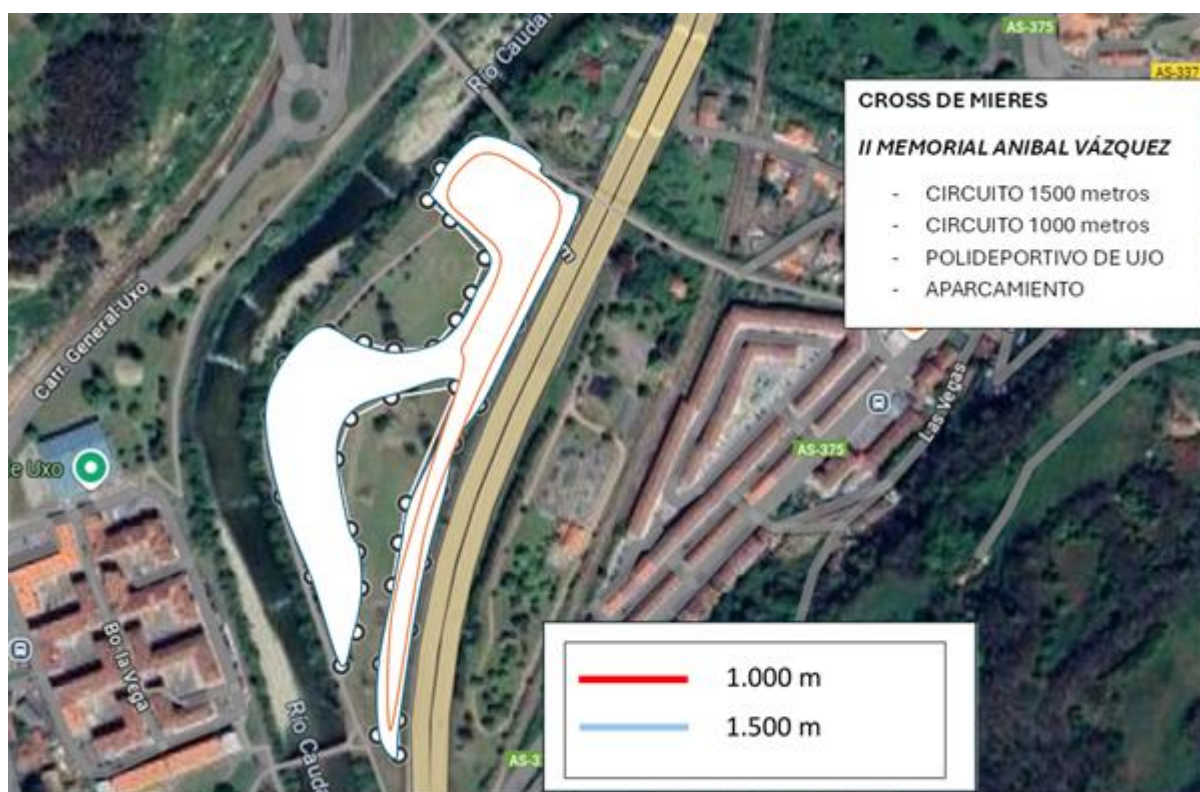 AS-375
AS-337
Río Caudal
CROSS DE MIERES
II MEMORIAL ANIBAL VÁZQUEZ
- CIRCUITO 1500 metros
- CIRCUITO 1000 metros
- POLIDEPORTIVO DE UJO
- APARCAMIENTO
Carr. General-Uxo
Las Vegas
AS-375
e Uxo
Bo. la Vega
1.000 m
1.500 m
Río Cauda
AS-3